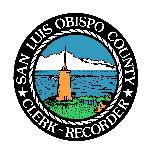 SAN LUIS OBISPO COUNTY
CLERK - RECORDER